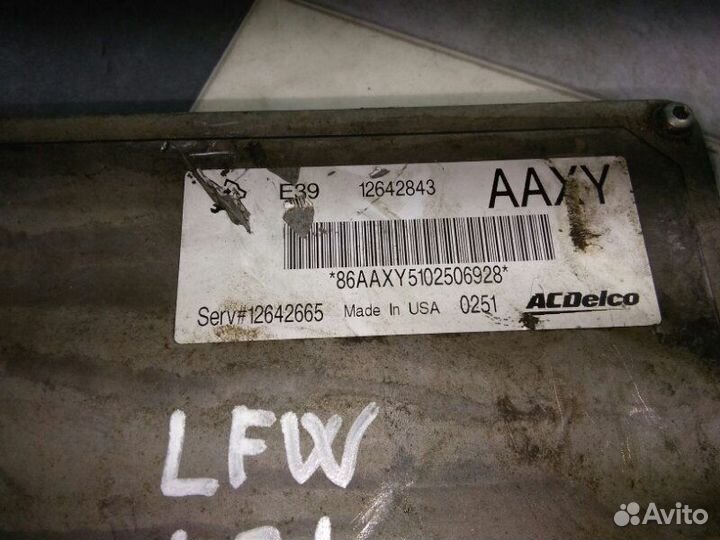 E39 12642843 AAXY
*86AAXY5102506928*
Serv#12642665 Made In USA 0251 ACDelco
LFW
Avito